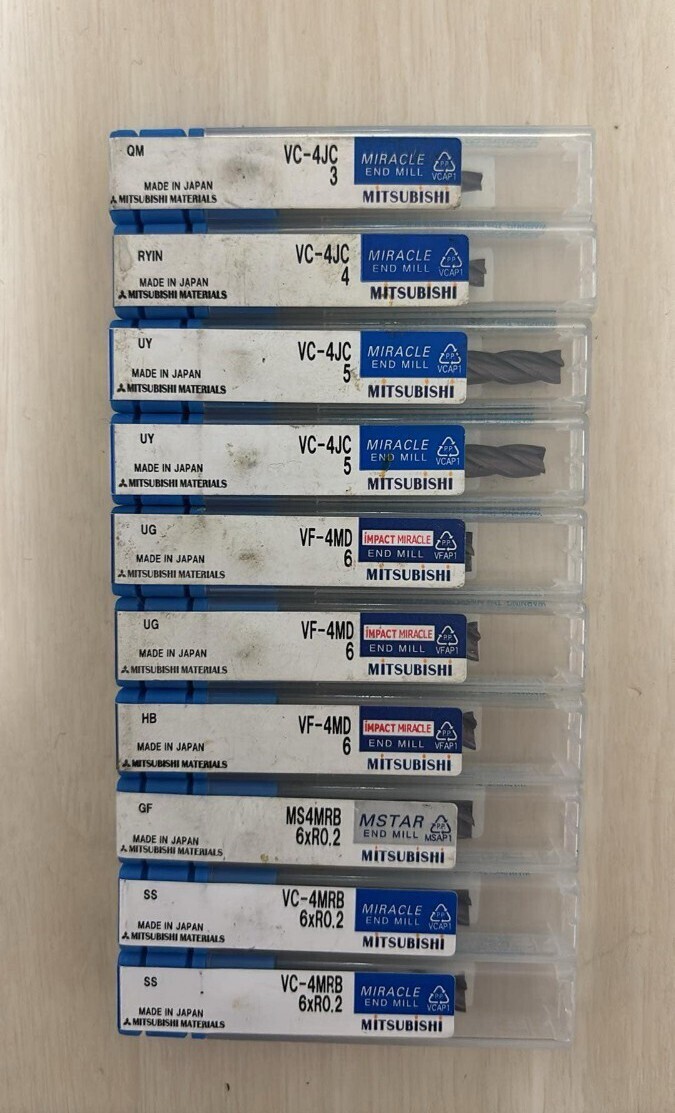 QM
VC-4JC
3
MADE IN JAPAN
MITSUBISHI MATERIALS
MIRACLE
END MILL
VCAP1
MITSUBISHI
RYIN
VC-4JC
4
MADE IN JAPAN
MITSUBISHI MATERIALS
MIRACLE
END MILL
PP
VCAP1
MITSUBISHI
UY
VC-4JC
5
MADE IN JAPAN
MITSUBISHI MATERIALS
MIRACLE
END MILL
PP
VCAP1
MITSUBISHI
UY
VC-4JC
5
MADE IN JAPAN
MITSUBISHI MATERIALS
MIRACLE
END MILL
PP
VCAP1
MITSUBISHI
UG
VF-4MD
6
MADE IN JAPAN
MITSUBISHI MATERIALS
IMPACT MIRACLE
END MILL
PP
VFAP1
MITSUBISHI
UG
VF-4MD
6
MADE IN JAPAN
MITSUBISHI MATERIALS
IMPACT MIRACLE
END MILL
PP
VFAP1
MITSUBISHI
HB
VF-4MD
6
MADE IN JAPAN
MITSUBISHI MATERIALS
IMPACT MIRACLE
END MILL
PP
VFAP1
MITSUBISHI
GF
MS4MRB
6xR0.2
MADE IN JAPAN
MITSUBISHI MATERIALS
MSTAR
END MILL
PP
MSAP1
MITSUBISHI
SS
VC-4MRB
6xR0.2
MADE IN JAPAN
MITSUBISHI MATERIALS
MIRACLE
END MILL
PP
VCAP1
MITSUBISHI
SS
VC-4MRB
6xR0.2
MADE IN JAPAN
MITSUBISHI MATERIALS
MIRACLE
END MILL
PP
VCAP1
MITSUBISHI